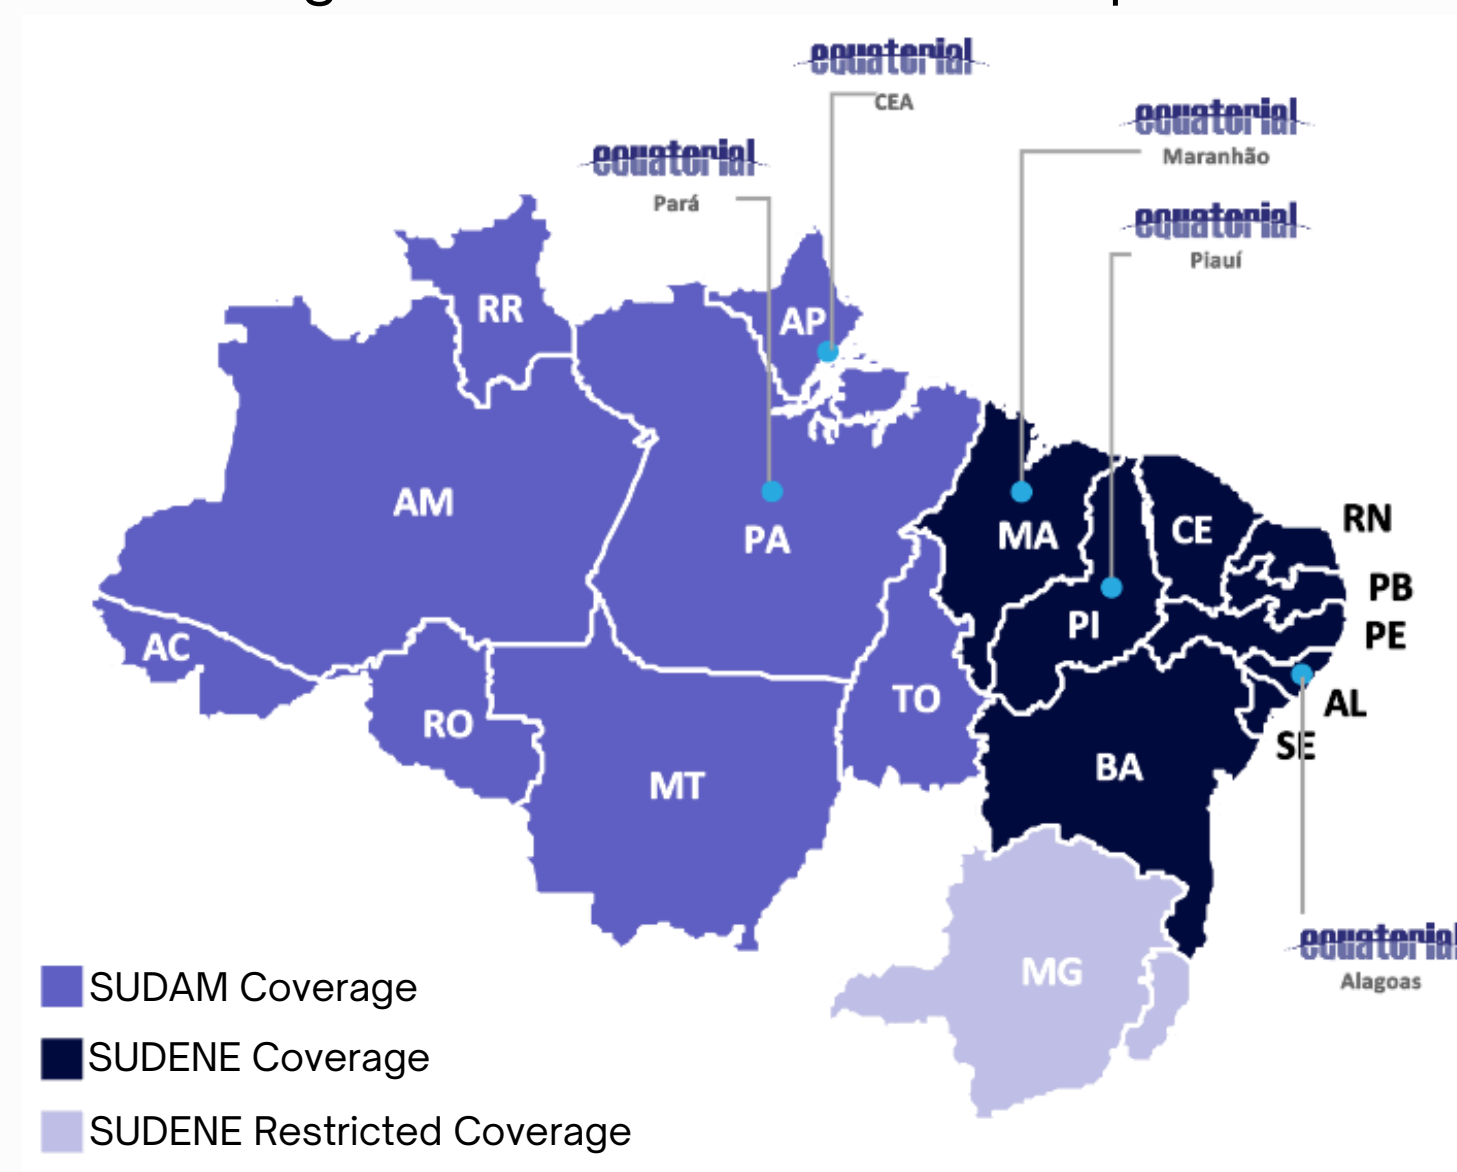 equatorial
CEA
equatorial
Maranhão
equatorial
Pará
equatorial
Piauí
RR
AP
AM
PA
MA
CE
RN
PB
PI
PE
AC
TO
AL
RO
SE
MT
BA
equatorial
Alagoas
MG
SUDAM Coverage
SUDENE Coverage
SUDENE Restricted Coverage